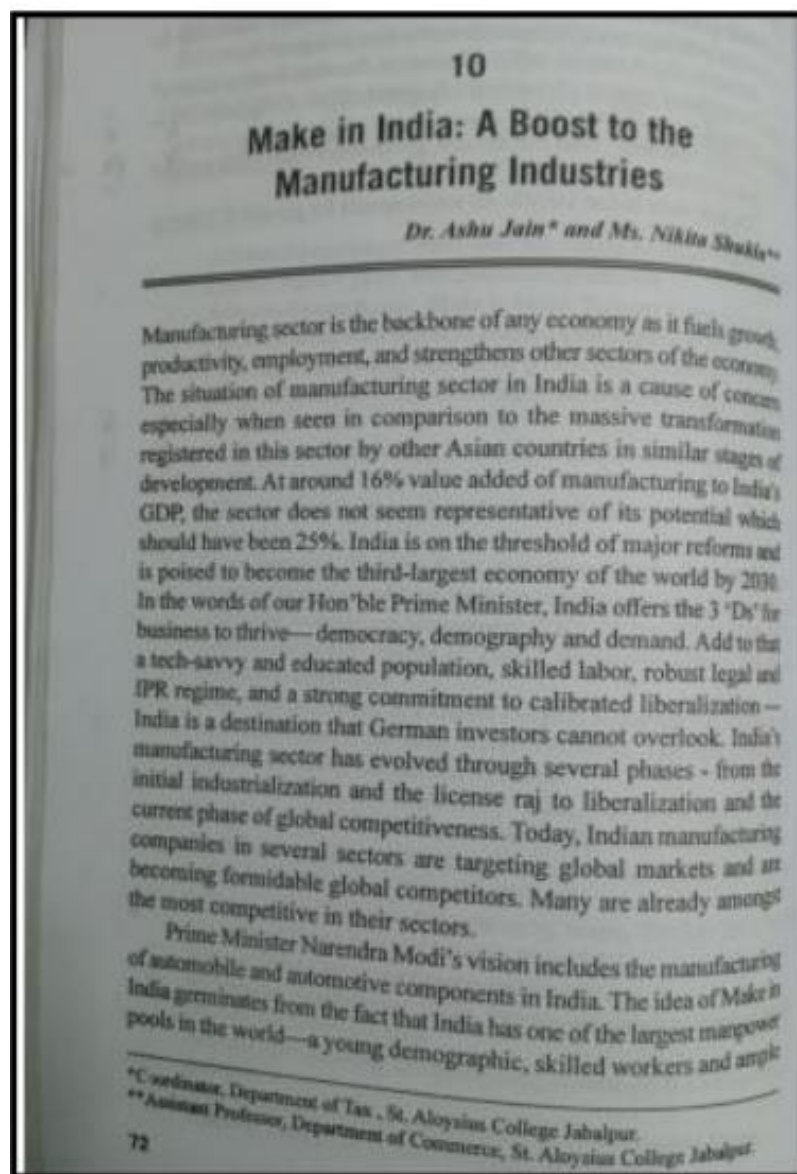 10
Make in India: A Boost to the
Manufacturing Industries
Dr. Ashu Jain* and Ms. Nikita Shukla**
Manufacturing sector is the backbone of any economy as it fuels growth,
productivity, employment, and strengthens other sectors of the economy.
The situation of manufacturing sector in India is a cause of concern
especially when seen in comparison to the massive transformation
registered in this sector by other Asian countries in similar stages of
development. At around 16% value added of manufacturing to India's
GDP, the sector does not seem representative of its potential which
should have been 25%. India is on the threshold of major reforms and
is poised to become the third-largest economy of the world by 2030.
In the words of our Hon'ble Prime Minister, India offers the 3 'Ds' for
business to thrive—democracy, demography and demand. Add to that
a tech-savvy and educated population, skilled labor, robust legal and
IPR regime, and a strong commitment to calibrated liberalization—
India is a destination that German investors cannot overlook. India's
manufacturing sector has evolved through several phases - from the
initial industrialization and the license raj to liberalization and the
current phase of global competitiveness. Today, Indian manufacturing
companies in several sectors are targeting global markets and are
becoming formidable global competitors. Many are already amongst
the most competitive in their sectors.
Prime Minister Narendra Modi's vision includes the manufacturing
of automobile and automotive components in India. The idea of Make in
India germinates from the fact that India has one of the largest manpower
pools in the world—a young demographic, skilled workers and ample
*Coordinator, Department of Tax , St. Aloysius College Jabalpur.
**Assistant Professor, Department of Commerce, St. Aloysius College Jabalpur.
72